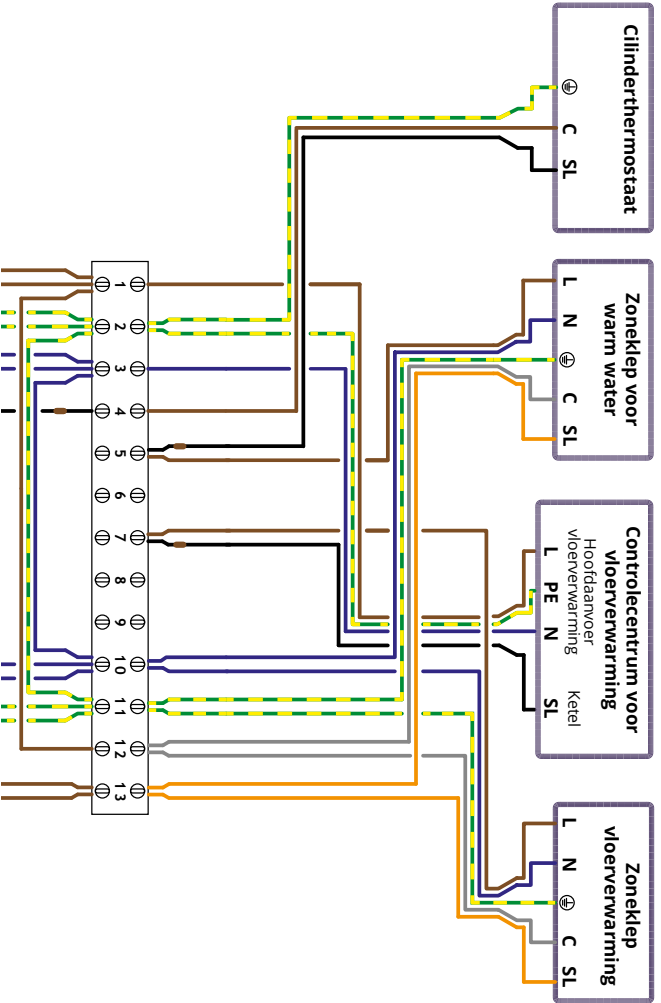 Cilinderthermostaat
C
SL
Zoneklep voor
warm water
L
N
C
SL
Controlecentrum voor
vloerverwarming
Hoofdaanvoer
vloerverwarming
Ketel
L
PE
N
SL
Zoneklep
vloerverwarming
L
N
C
SL
1
2
3
4
5
6
7
8
9
10
11
12
13